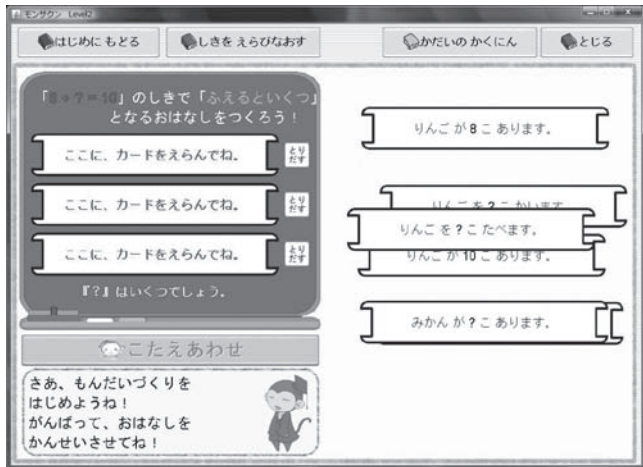 モンサクン Level2
はじめに もどる
しきを えらびなおす
かだいの かくにん
とじる
「8+?=10」のしきで「ふえるといくつ」
となるおはなしをつくろう!
ここに、カードをえらんでね。
とり
だす
ここに、カードをえらんでね。
とり
だす
ここに、カードをえらんでね。
とり
だす
『?』はいくつでしょう。
こたえあわせ
さあ、もんだいづくりを
はじめようね!
がんばって、おはなしを
かんせいさせてね!
りんご が 8 こ あります。
りんご を ? こ かいます。
りんご を ? こ たべます。
りんご が 10 こ あります。
みかん が ? こ あります。